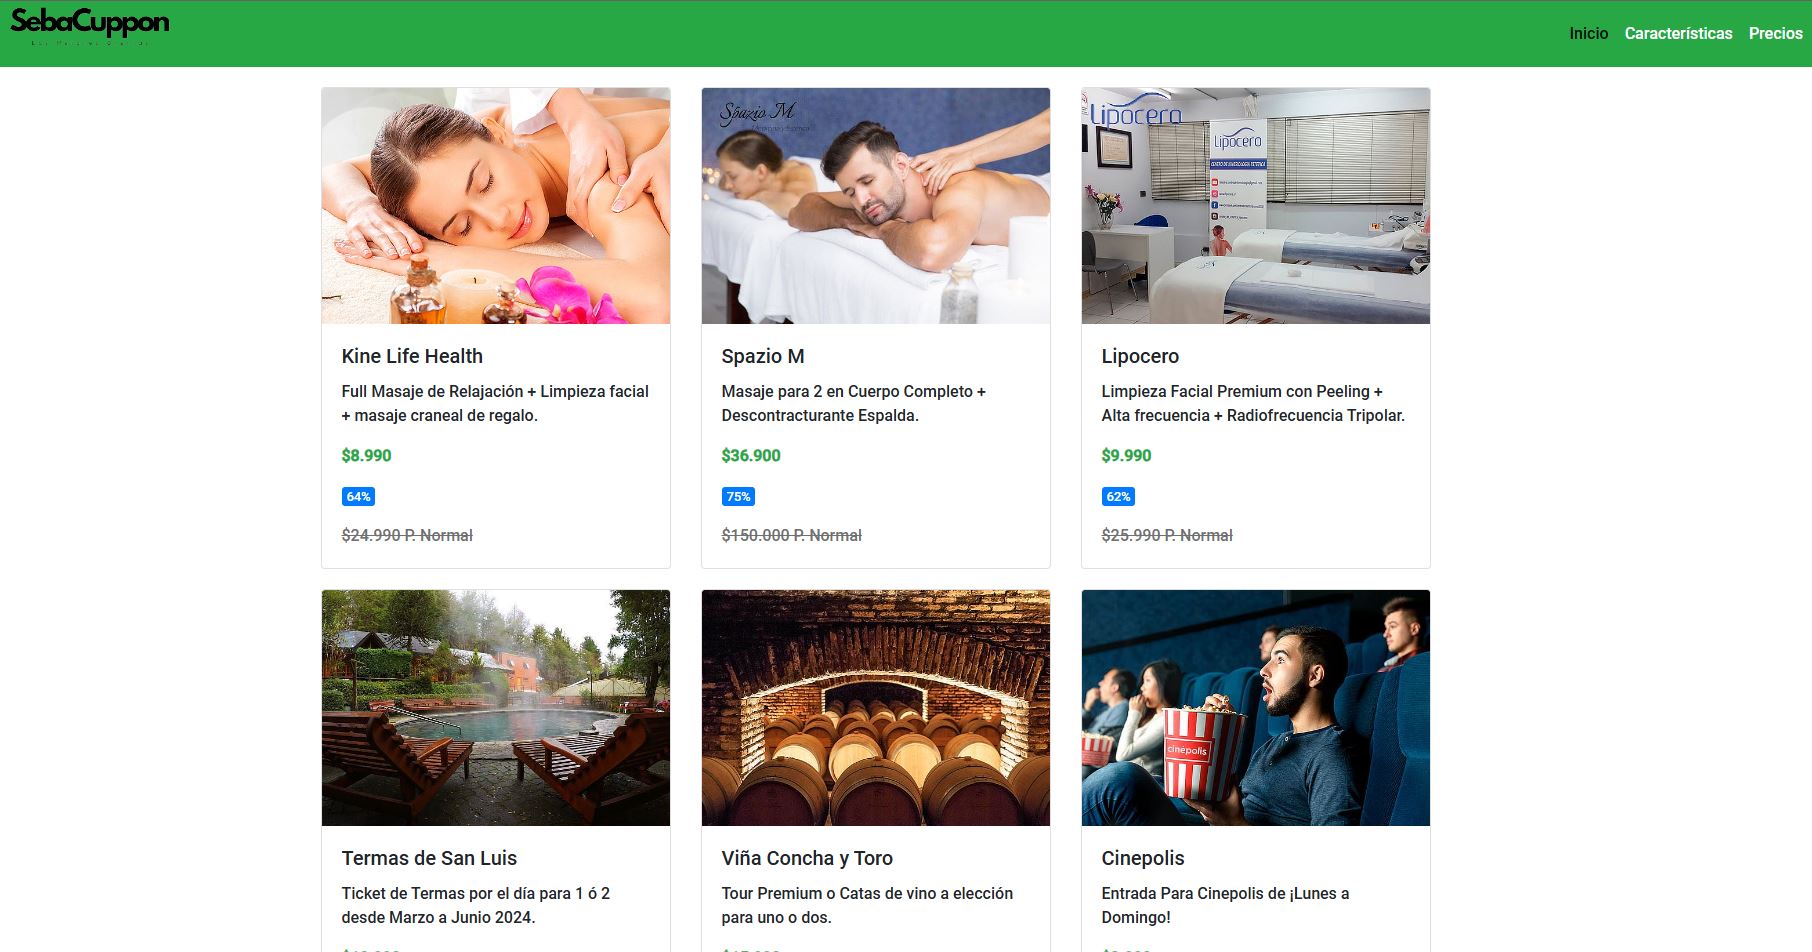 SebaCuppon
Inicio Características Precios
Spazio M
Lipocero
Lipocero
Kine Life Health
Full Masaje de Relajación + Limpieza facial
+ masaje craneal de regalo.
$8.990
64%
$24.990 P. Normal
Spazio M
Masaje para 2 en Cuerpo Completo +
Descontracturante Espalda.
$36.900
75%
$150.000 P. Normal
Lipocero
Limpieza Facial Premium con Peeling +
Alta frecuencia + Radiofrecuencia Tripolar.
$9.990
62%
$25.990 P. Normal
cinepolis
Termas de San Luis
Ticket de Termas por el día para 1 ó 2
desde Marzo a Junio 2024.
Viña Concha y Toro
Tour Premium o Catas de vino a elección
para uno o dos.
Cinepolis
Entrada Para Cinepolis de ¡Lunes a
Domingo!